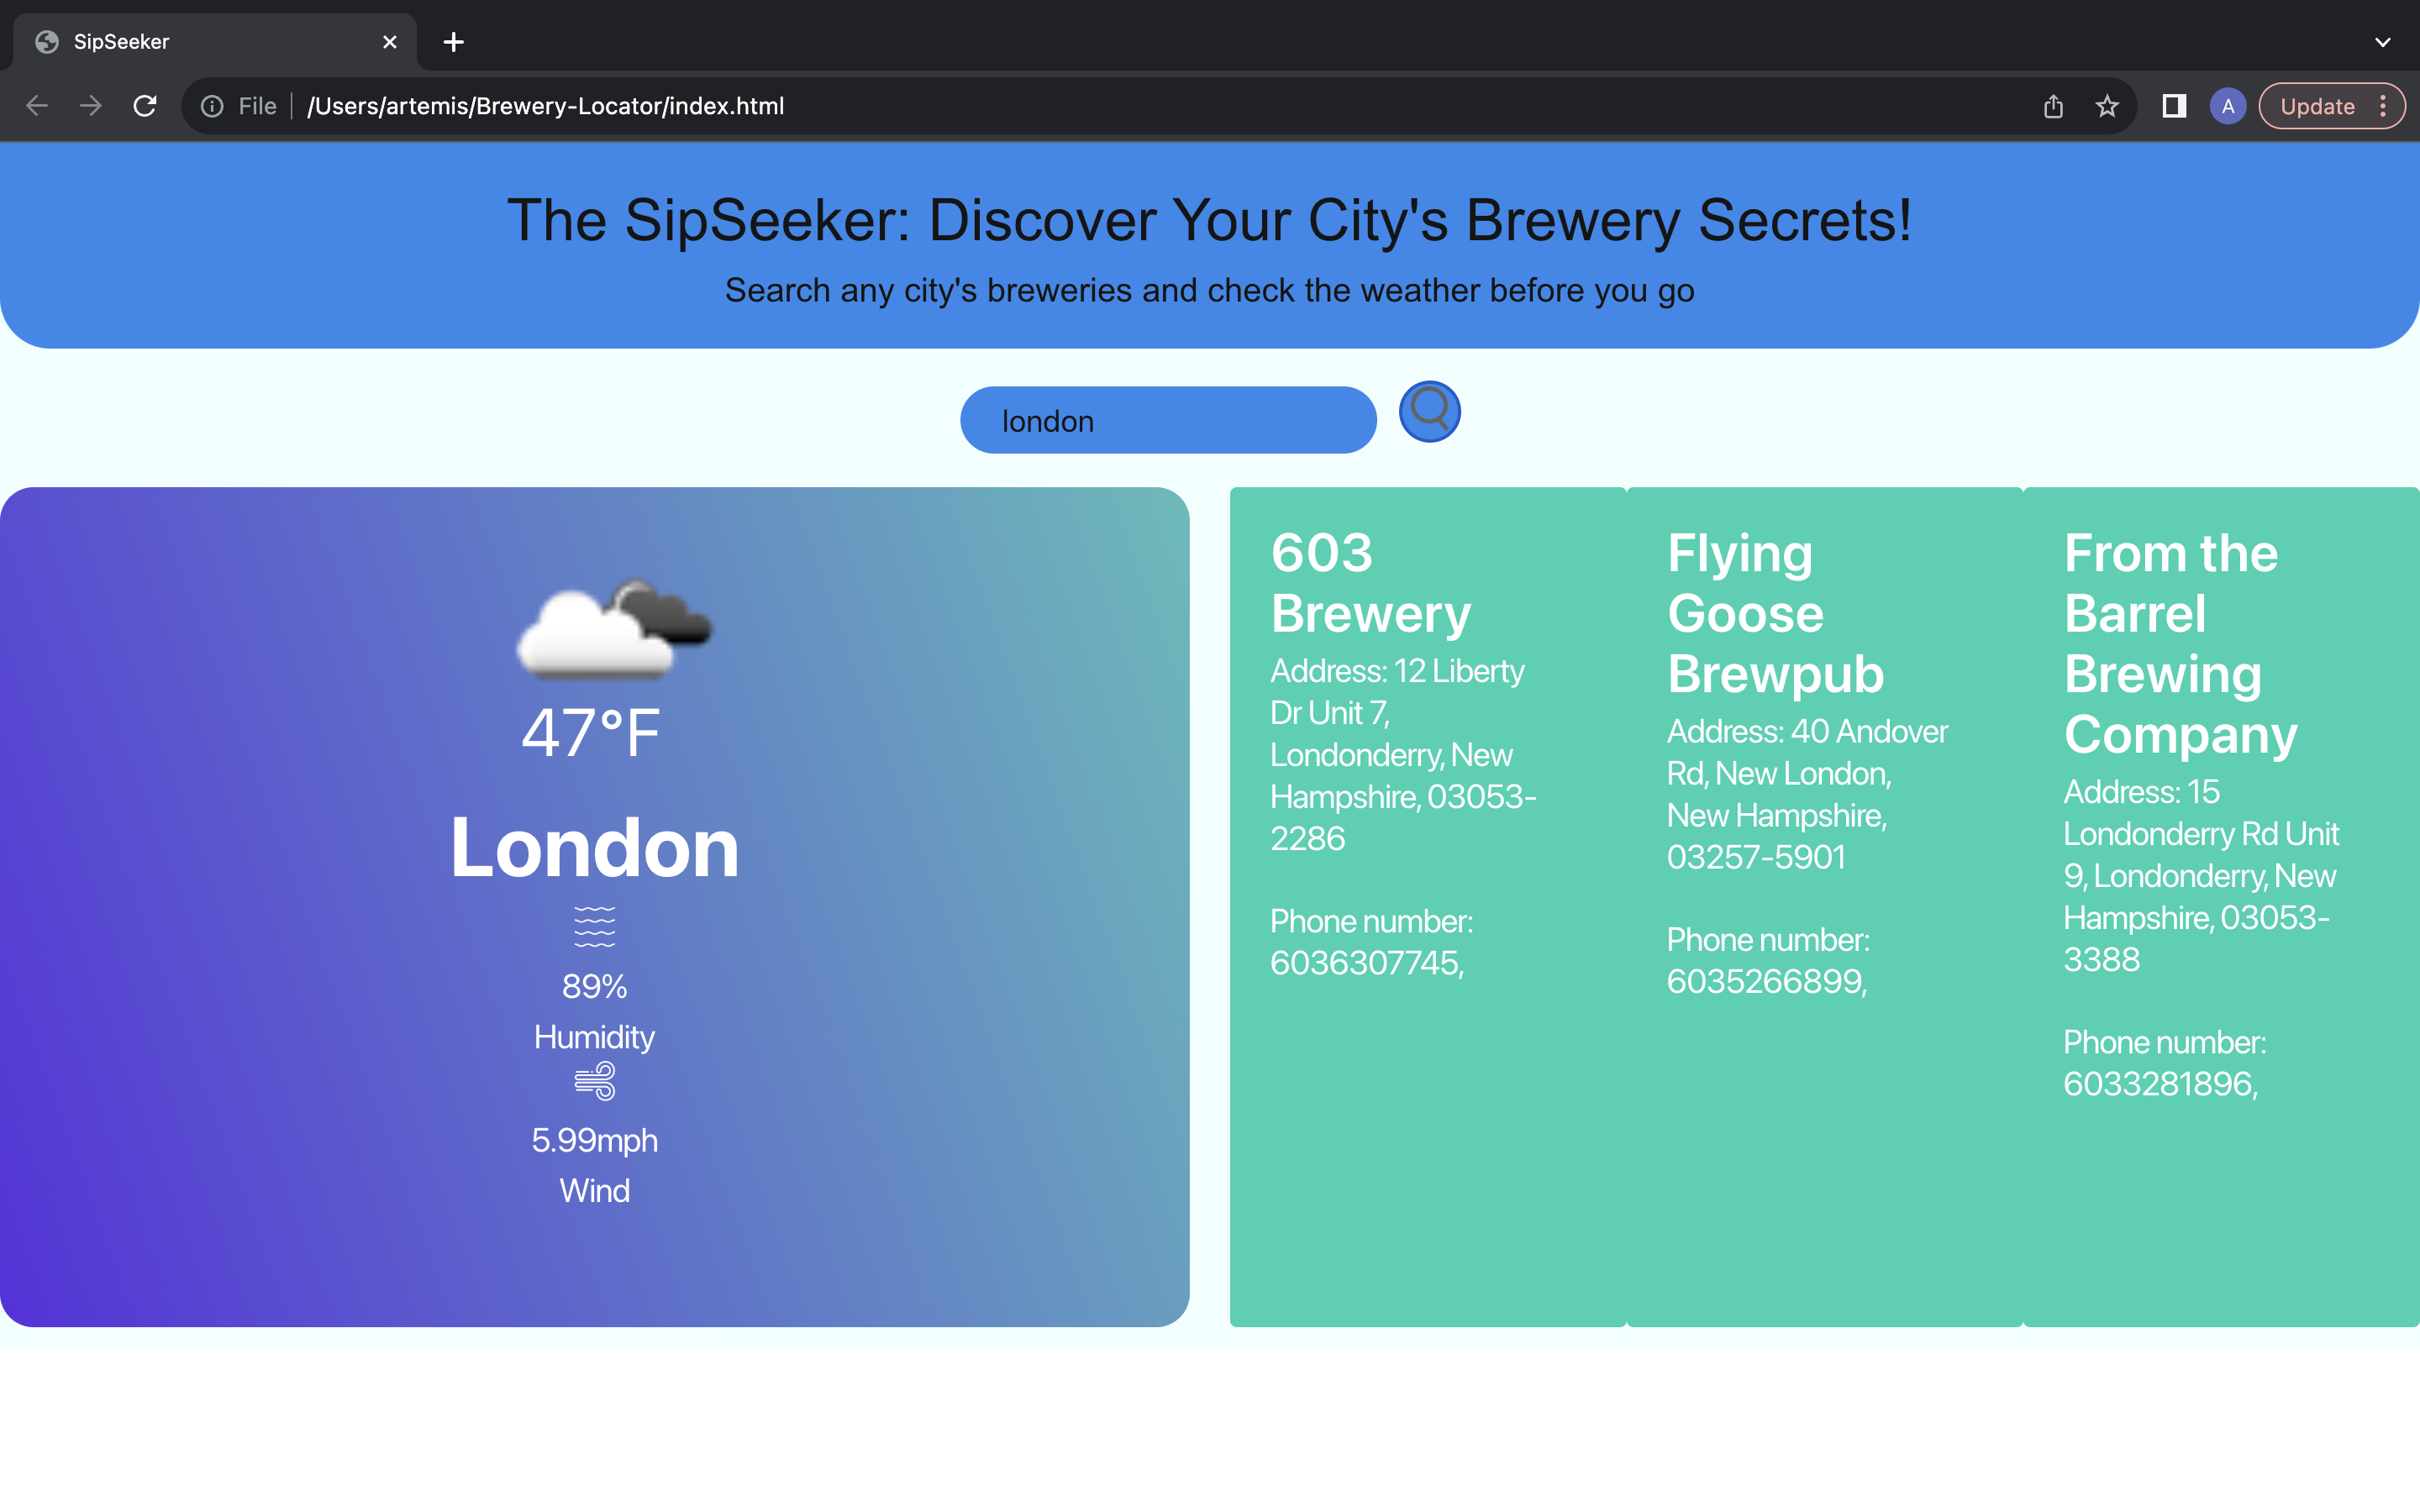 SipSeeker
File
/Users/artemis/Brewery-Locator/index.html
A
Update
The SipSeeker: Discover Your City's Brewery Secrets!
Search any city's breweries and check the weather before you go
london
47°F
London
89%
Humidity
5.99mph
Wind
603
Brewery
Address: 12 Liberty
Dr Unit 7,
Londonderry, New
Hampshire, 03053-
2286
Phone number:
6036307745,
Flying
Goose
Brewpub
Address: 40 Andover
Rd, New London,
New Hampshire,
03257-5901
Phone number:
6035266899,
From the
Barrel
Brewing
Company
Address: 15
Londonderry Rd Unit
9, Londonderry, New
Hampshire, 03053-
3388
Phone number:
6033281896,